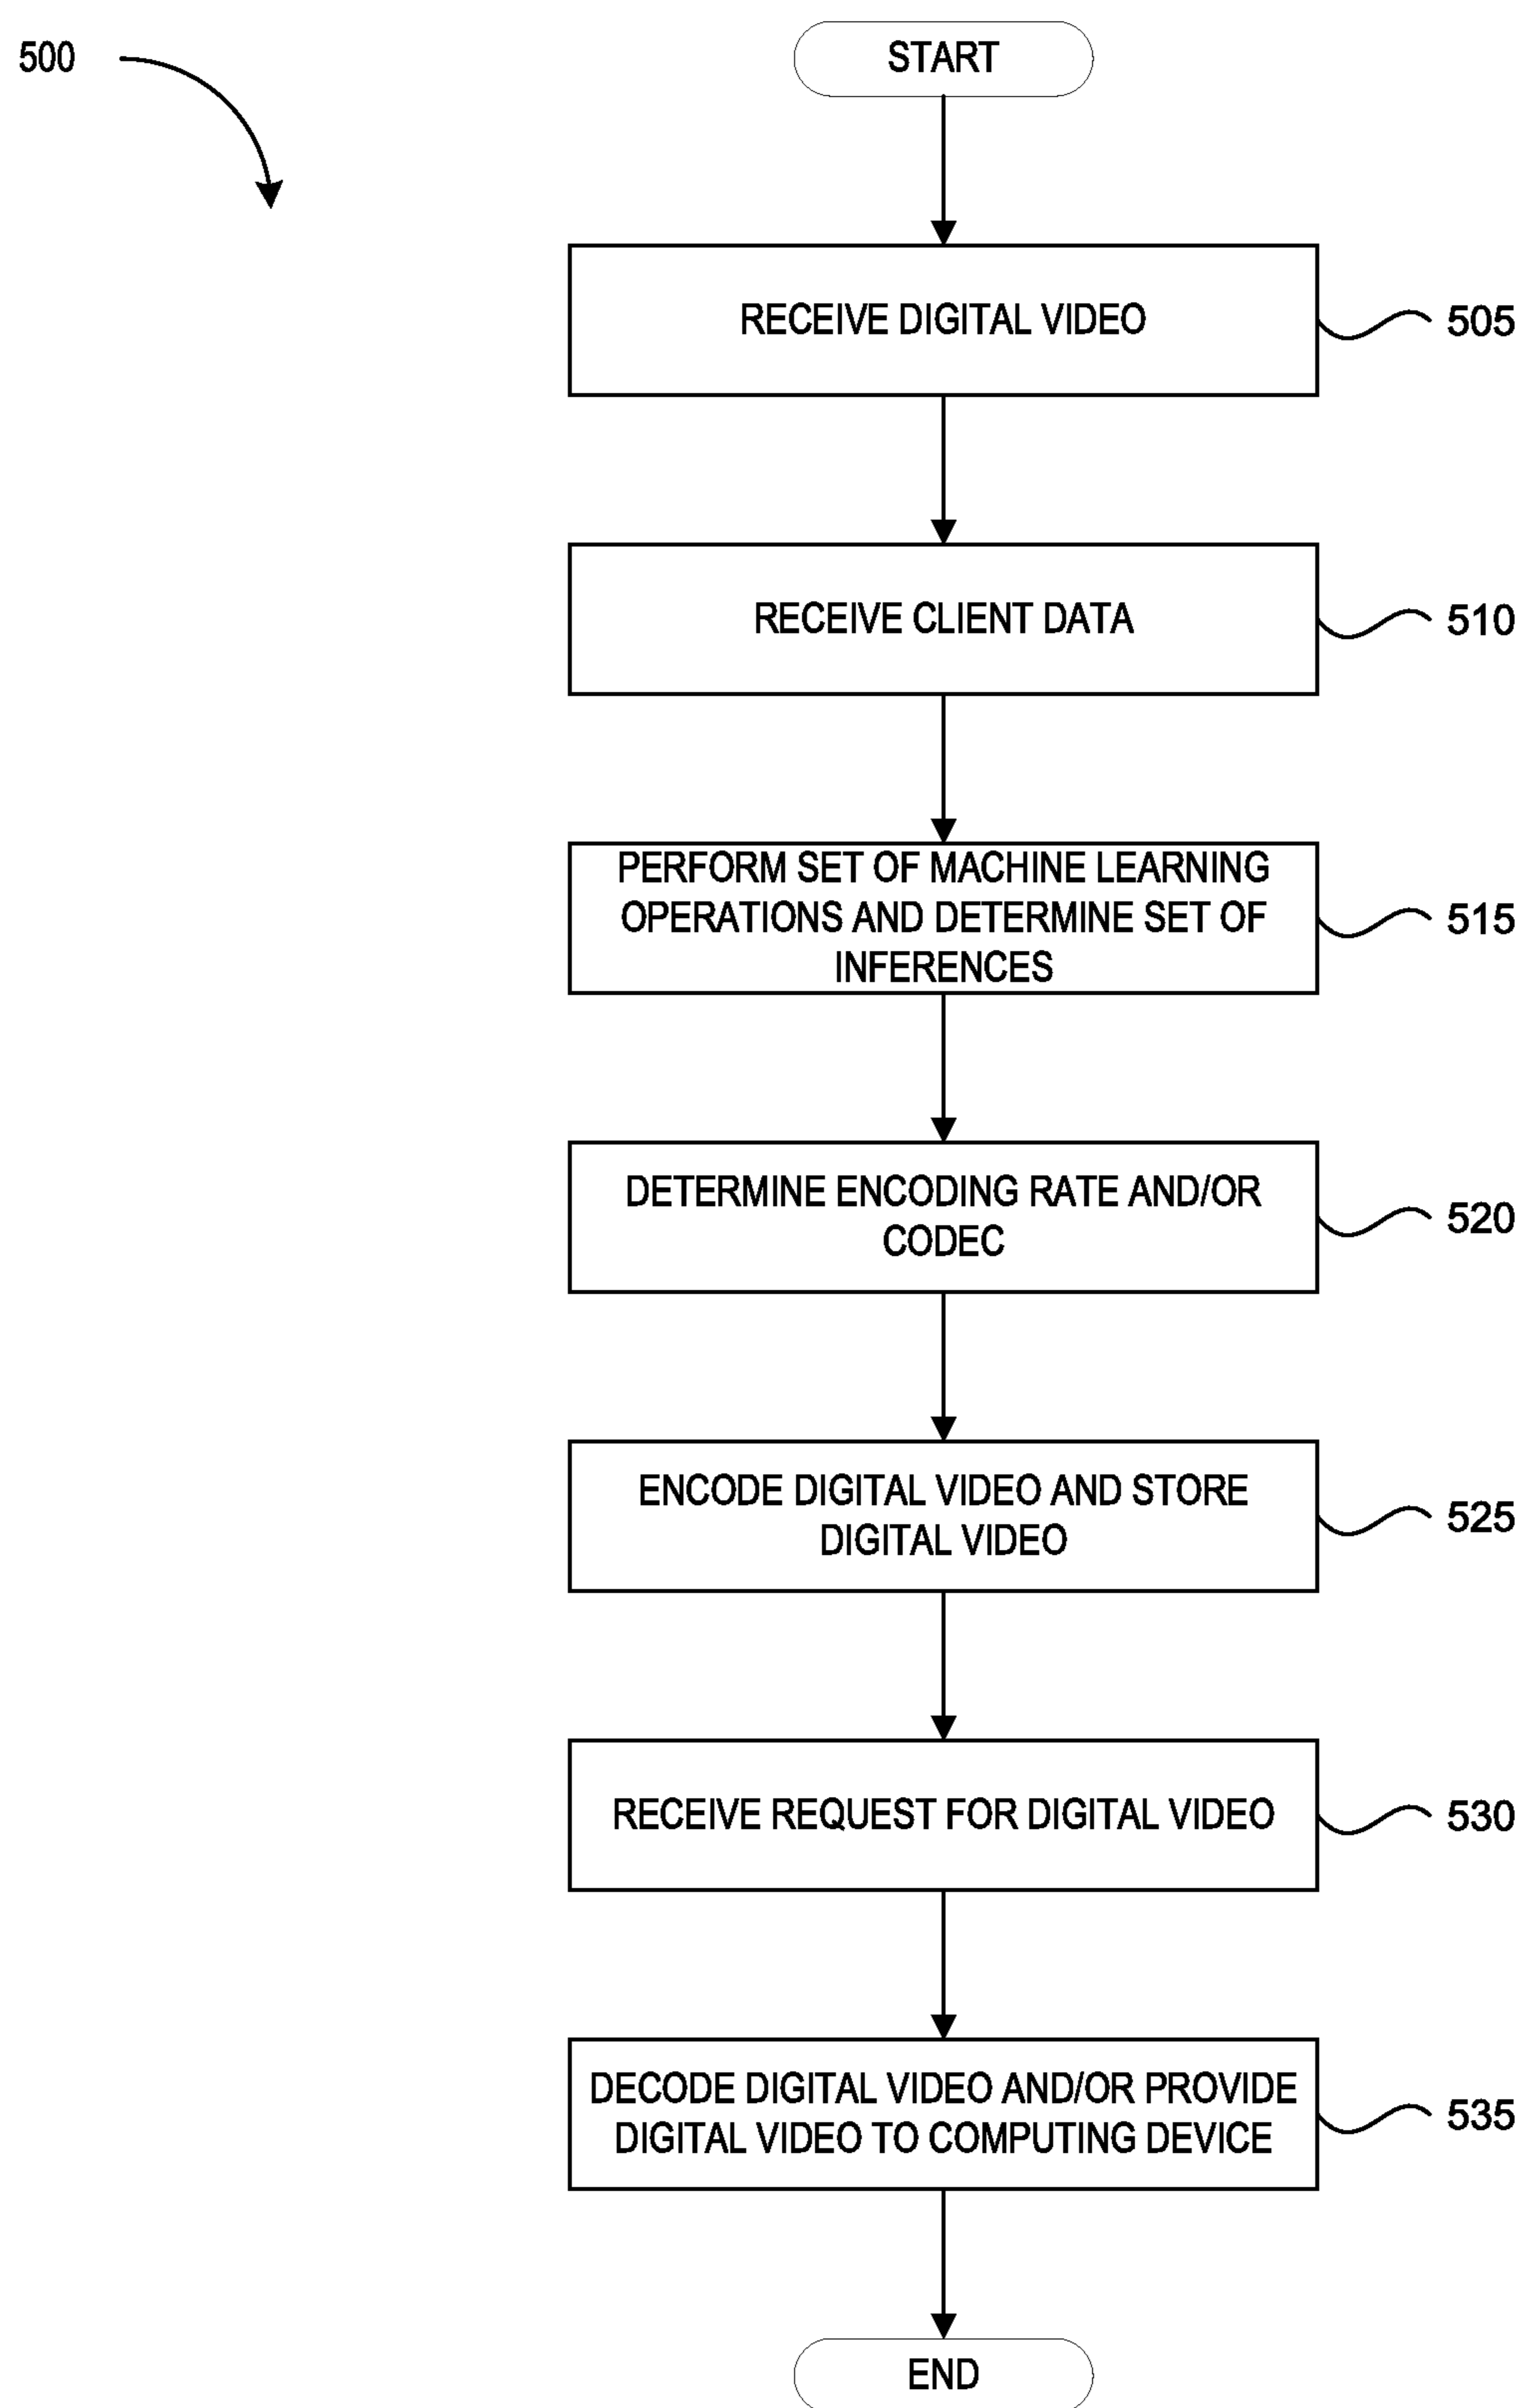 500
START
RECEIVE DIGITAL VIDEO
505
RECEIVE CLIENT DATA
510
PERFORM SET OF MACHINE LEARNING
OPERATIONS AND DETERMINE SET OF
INFERENCES
515
DETERMINE ENCODING RATE AND/OR
CODEC
520
ENCODE DIGITAL VIDEO AND STORE
DIGITAL VIDEO
525
RECEIVE REQUEST FOR DIGITAL VIDEO
530
DECODE DIGITAL VIDEO AND/OR PROVIDE
DIGITAL VIDEO TO COMPUTING DEVICE
535
END